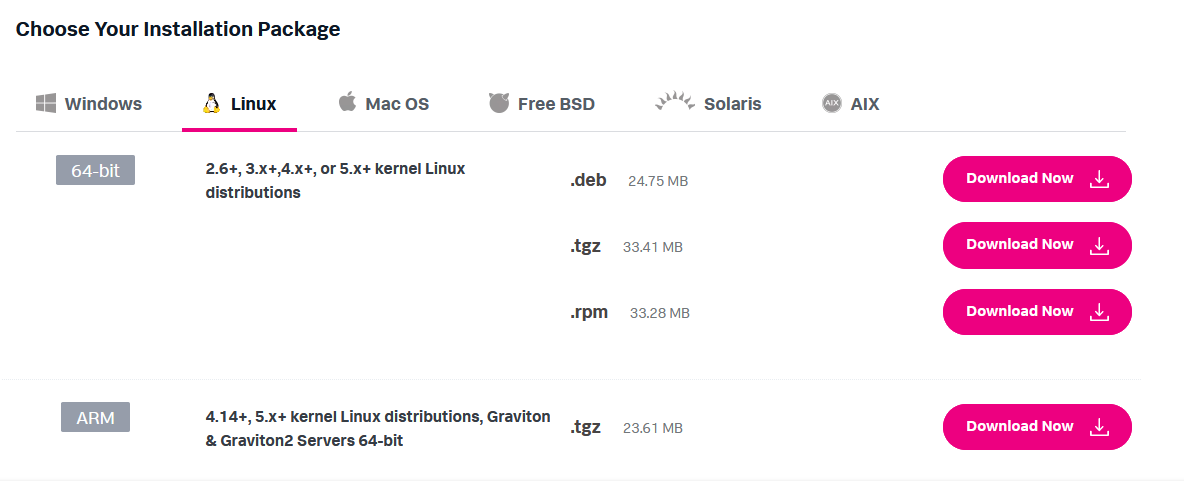 Choose Your Installation Package
Windows Linux Mac OS Free BSD Solaris AIX AIX
64-bit 2.6+, 3.x+,4.x+, or 5.x+ kernel Linux
distributions
.deb 24.75 MB Download Now
.tgz 33.41 MB Download Now
.rpm 33.28 MB Download Now
ARM 4.14+, 5.x+ kernel Linux distributions, Graviton
& Graviton2 Servers 64-bit
.tgz 23.61 MB Download Now